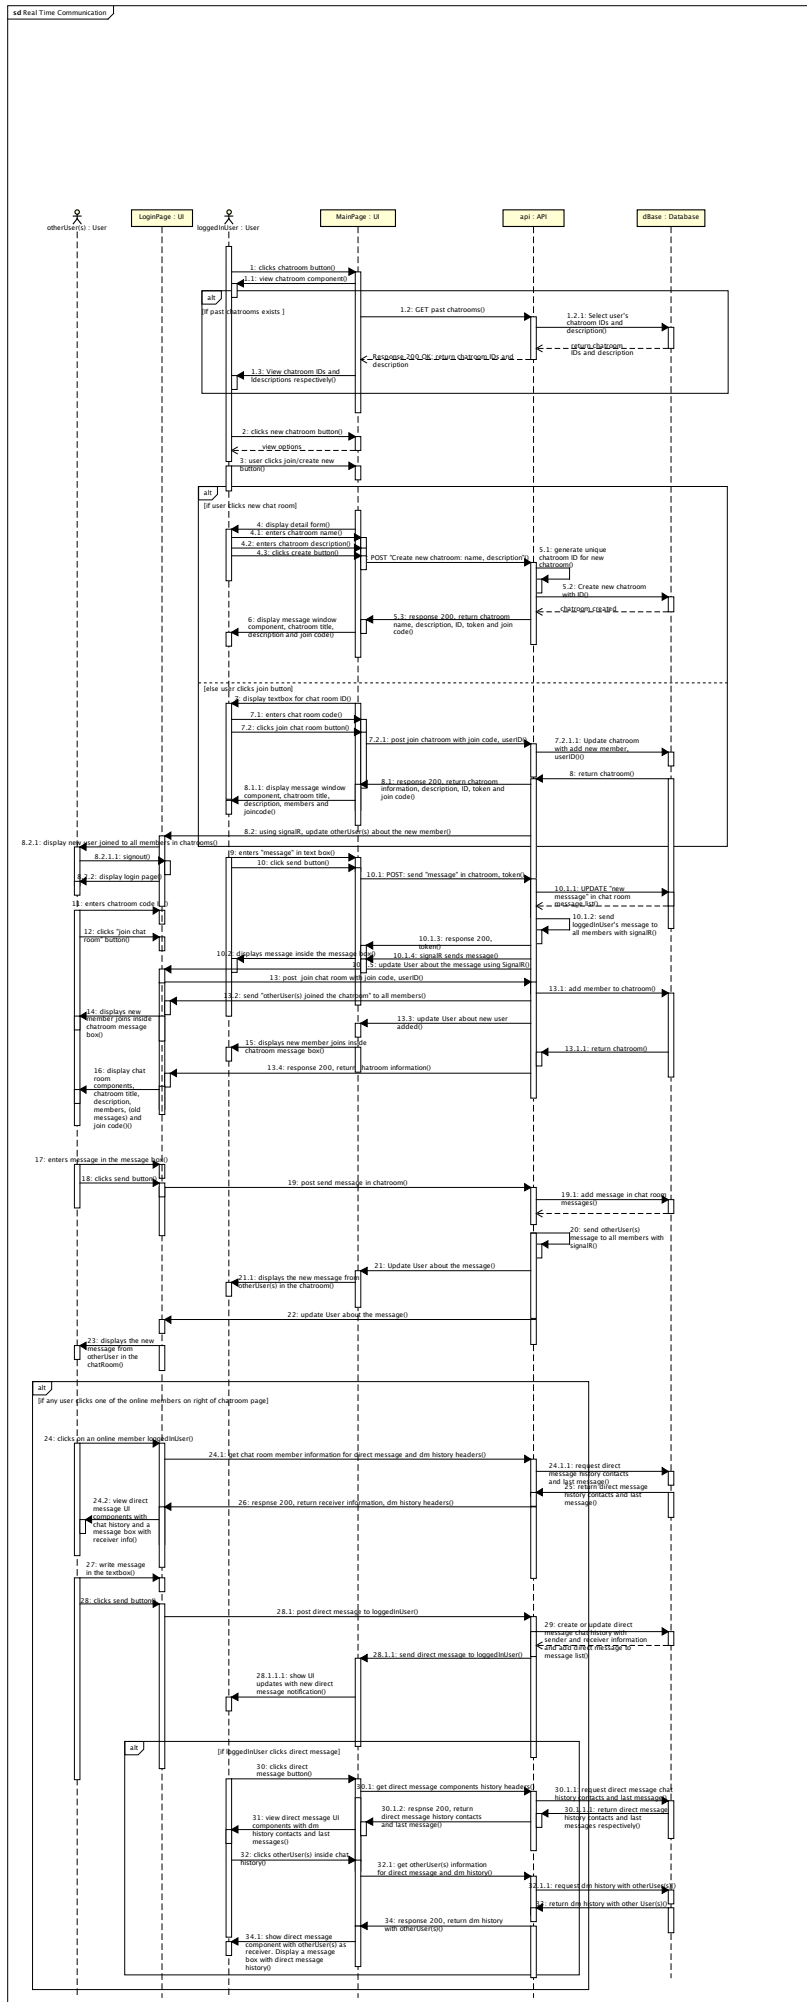 sd Real Time Communication
otherUser(s) : User
LoginPage : UI
loggedInUser : User
MainPage : UI
api : API
dBase : Database
1: clicks chatroom button()
1.1: view chatroom component()
alt
[If past chatrooms exists ]
1.2: GET past chatrooms()
1.2.1: Select user's
chatroom IDs and
description()
return chatroom
IDs and description
Response 200 OK: return chatroom IDs and
description
1.3: View chatroom IDs and
descriptions respectively()
2: clicks new chatroom button()
view options
3: user clicks join/create new
button()
alt
[if user clicks new chat room]
4: display detail form()
4.1: enters chatroom name()
4.2: enters chatroom description()
4.3: clicks create button()
POST "Create new chatroom: name, description"()
5.1: generate unique
chatroom ID for new
chatroom()
5.2: Create new chatroom
with ID()
chatroom created
5.3: response 200, return chatroom
name, description, ID, token and join
code()
6: display message window
component, chatroom title,
description and join code()
[else user clicks join button]
7: display textbox for chat room ID()
7.1: enters chat room code()
7.2: clicks join chat room button()
7.2.1: post join chatroom with join code, userID()
7.2.1.1: Update chatroom
with add new member,
userID()()
8: return chatroom()
8.1: response 200, return chatroom
information, description, ID, token and
join code()
8.1.1: display message window
component, chatroom title,
description, members and
joincode()
8.2: using signalR, update otherUser(s) about the new member()
8.2.1: display new user joined to all members in chatrooms()
8.2.1.1: signout()
8.2.2: display login page()
9: enters "message" in text box()
10: click send button()
10.1: POST: send "message" in chatroom, token()
10.1.1: UPDATE "new
messsage" in chat room
message list()
10.1.2: send
loggedInUser's message to
all members with signalR()
10.1.3: response 200,
token()
10.1.4: signalR sends message()
10.2: displays message inside the message box()
10.1.5: update User about the message using SignalR()
11: enters chatroom code
12: clicks "join chat
room" button()
13: post join chat room with join code, userID()
13.1: add member to chatroom()
13.2: send "otherUser(s) joined the chatroom" to all members()
14: displays new
member joins inside
chatroom message
box()
13.3: update User about new user
added()
15: displays new member joins inside
chatroom message box()
13.1.1: return chatroom()
13.4: response 200, return chatroom information()
16: display chat
room
components,
chatroom title,
description,
members, (old
messages) and
join code()()
17: enters message in the message box()
18: clicks send button()
19: post send message in chatroom()
19.1: add message in chat room
messages()
20: send otherUser(s)
message to all members with
signalR()
21: Update User about the message()
21.1: displays the new message from
otherUser(s) in the chatroom()
22: update User about the message()
23: displays the new
message from
otherUser in the
chatRoom()
alt
[if any user clicks one of the online members on right of chatroom page]
24: clicks on an online member loggedInUser()
24.1: get chat room member information for direct message and dm history headers()
24.1.1: request direct
message history contacts
and last message()
25: return direct message
history contacts and last
message()
26: respnse 200, return receiver information, dm history headers()
24.2: view direct
message UI
components with
chat history and a
message box with
receiver info()
27: write message
in the textbox()
28: clicks send button()
28.1: post direct message to loggedInUser()
29: create or update direct
message chat history with
sender and receiver information
and add direct message to
message list()
28.1.1: send direct message to loggedInUser()
28.1.1.1: show UI
updates with new direct
message notification()
alt
[if loggedInUser clicks direct message]
30: clicks direct
message button()
30.1: get direct message components history headers()
30.1.1: request direct message chat
history contacts and last message()
30.1.1.1: return direct message
history contacts and last
messages respectively()
30.1.2: respnse 200, return
direct message history contacts
and last message()
31: view direct message UI
components with dm
history contacts and last
messages()
32: clicks otherUser(s) inside chat
history()
32.1: get otherUser(s) information
for direct message and dm history()
32.1.1: request dm history with otherUser(s)()
33: return dm history with other User(s)()
34: response 200, return dm history
with otherUser(s)()
34.1: show direct message
component with otherUser(s) as
receiver. Display a message
box with direct message
history()